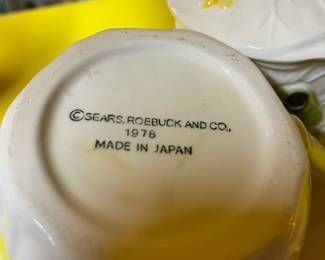 ©SEARS, ROEBUCK AND CO.,
1978
MADE IN JAPAN